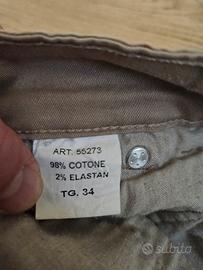 ART. 55273
98% COTONE
2% ELASTAN
TG. 34
subito